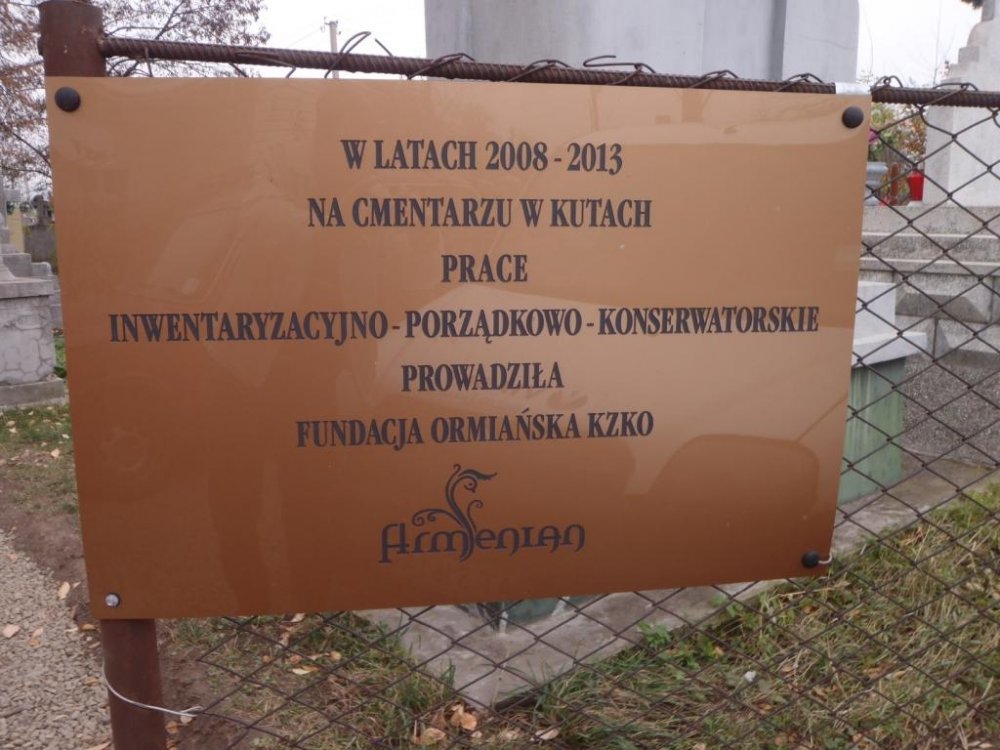 W LATACH 2008 - 2013
NA CMENTARZU W KUTACH
PRACE
INWENTARYZACYJNO - PORZĄDKOWO - KONSERWATORSKIE
PROWADZIŁA
FUNDACJA ORMIAŃSKA KZKO
Armenian